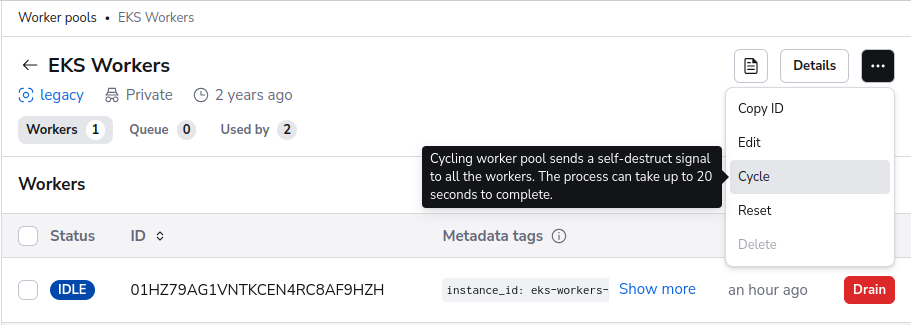 Worker pools • EKS Workers
← EKS Workers
Details
legacy Private 2 years ago
Workers 1 Queue 0 Used by 2
Copy ID
Edit
Cycle
Reset
Delete
Cycling worker pool sends a self-destruct signal
to all the workers. The process can take up to 20
seconds to complete.
Workers
Status ID Metadata tags
IDLE 01HZ79AG1VNTKCEN4RC8AF9HZH instance_id: eks-workers- Show more an hour ago Drain